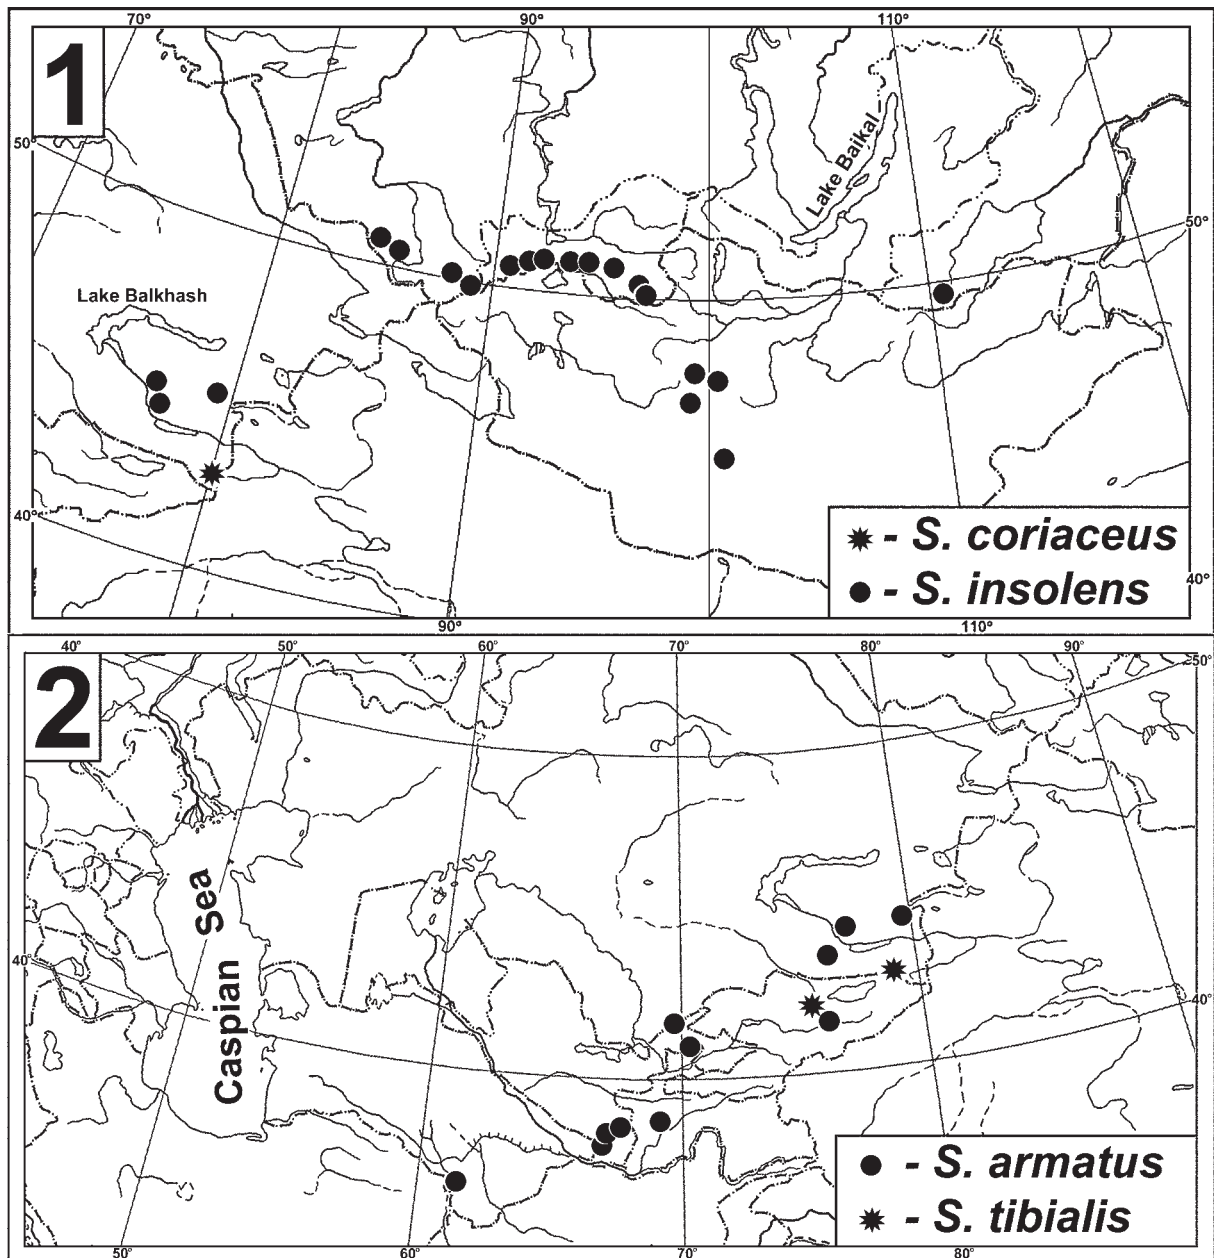 70° 90° 110°
1
50°
Lake Baikal
50°
Lake Balkhash
40°
- S. coriaceus
40°
- S. insolens
90° 110°
40° 50° 60° 70° 80° 90°
50°
2
Caspian Sea
40°
40°
- S. armatus
- S. tibialis
50° 60° 70° 80°